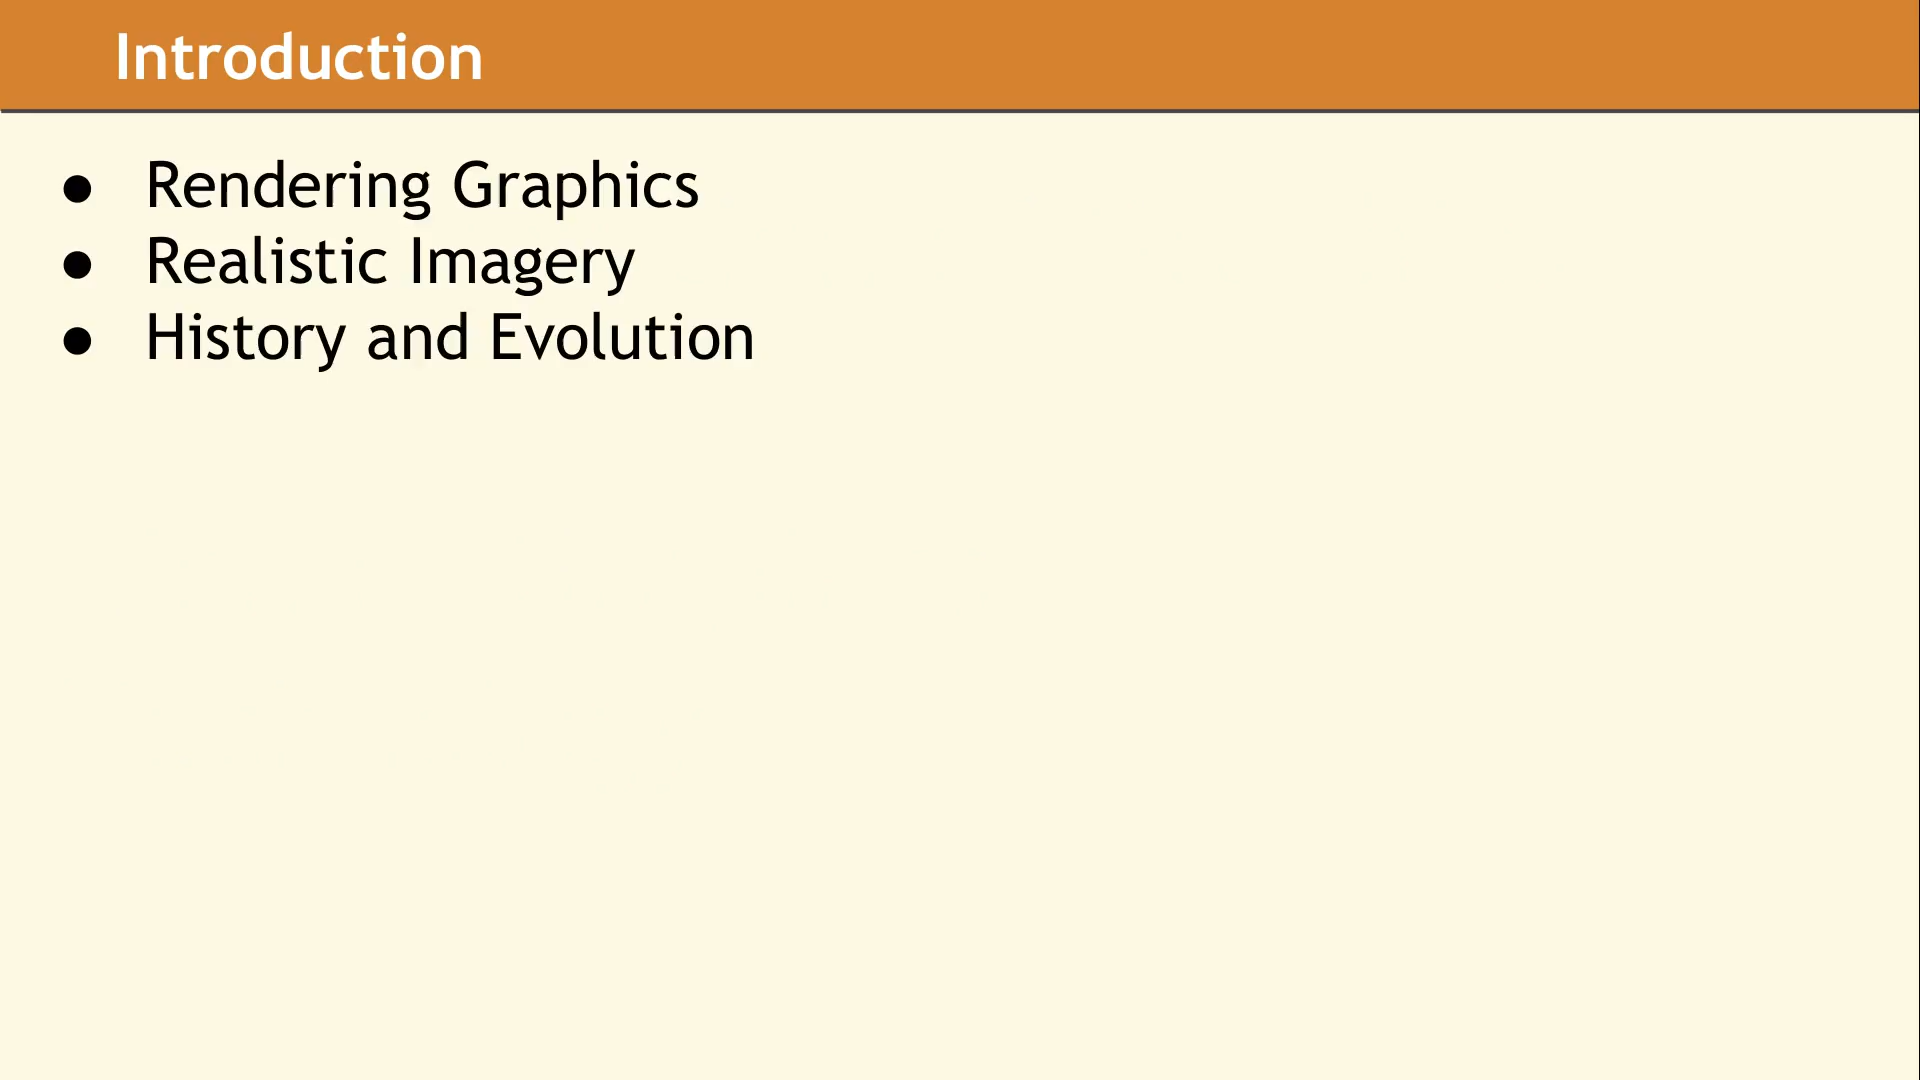 Introduction
● Rendering Graphics
● Realistic Imagery
● History and Evolution